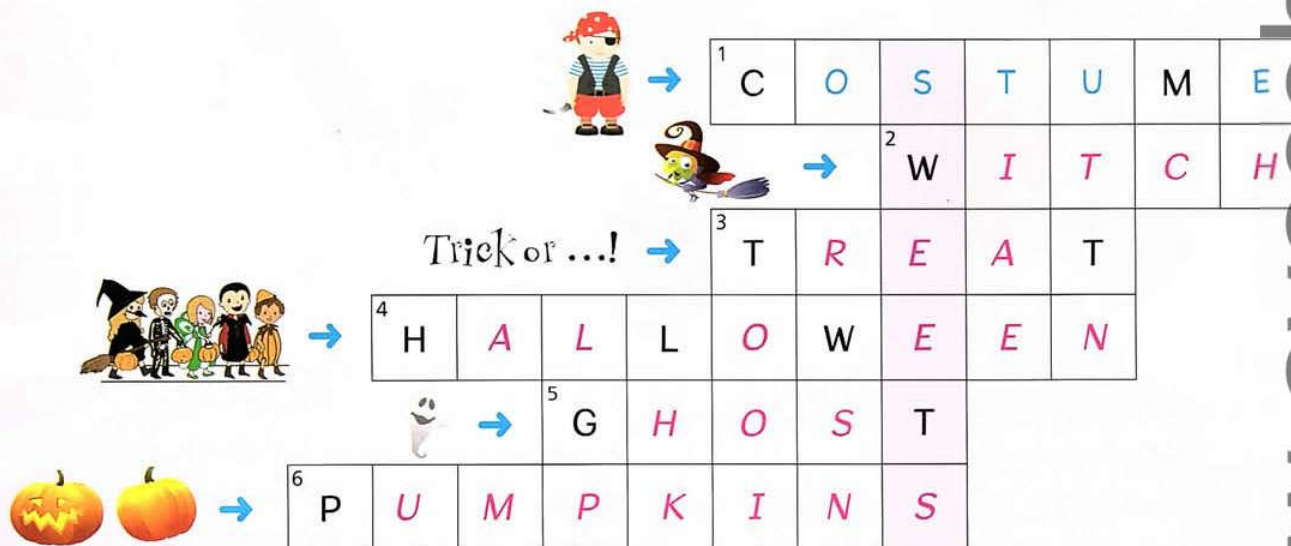 1 C O S T U M E
2 W I T C H
Trick or ...! 3 T R E A T
4 H A L L O W E E N
5 G H O S T
6 P U M P K I N S